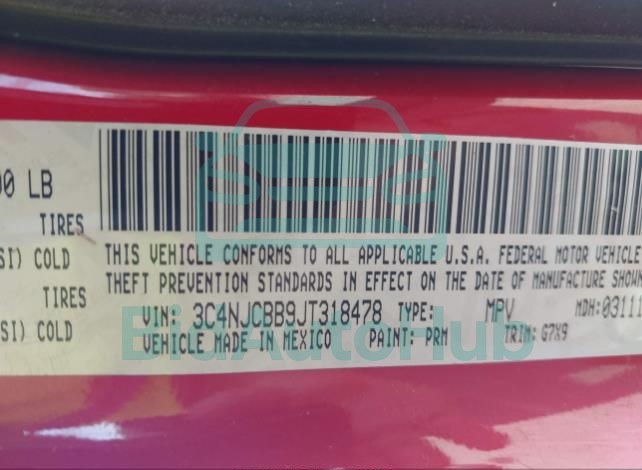 00 LB
TIRES
SI) COLD
TIRES
SI) COLD
THIS VEHICLE CONFORMS TO ALL APPLICABLE U.S.A. FEDERAL MOTOR VEHICLE
THEFT PREVENTION STANDARDS IN EFFECT ON THE DATE OF MANUFACTURE SHOWN
VIN: 3C4NJCBB9JT318478 TYPE: MPV MDH:03111
VEHICLE MADE IN MEXICO PAINT: PRM TRIM: G7X9
BidAutoHub